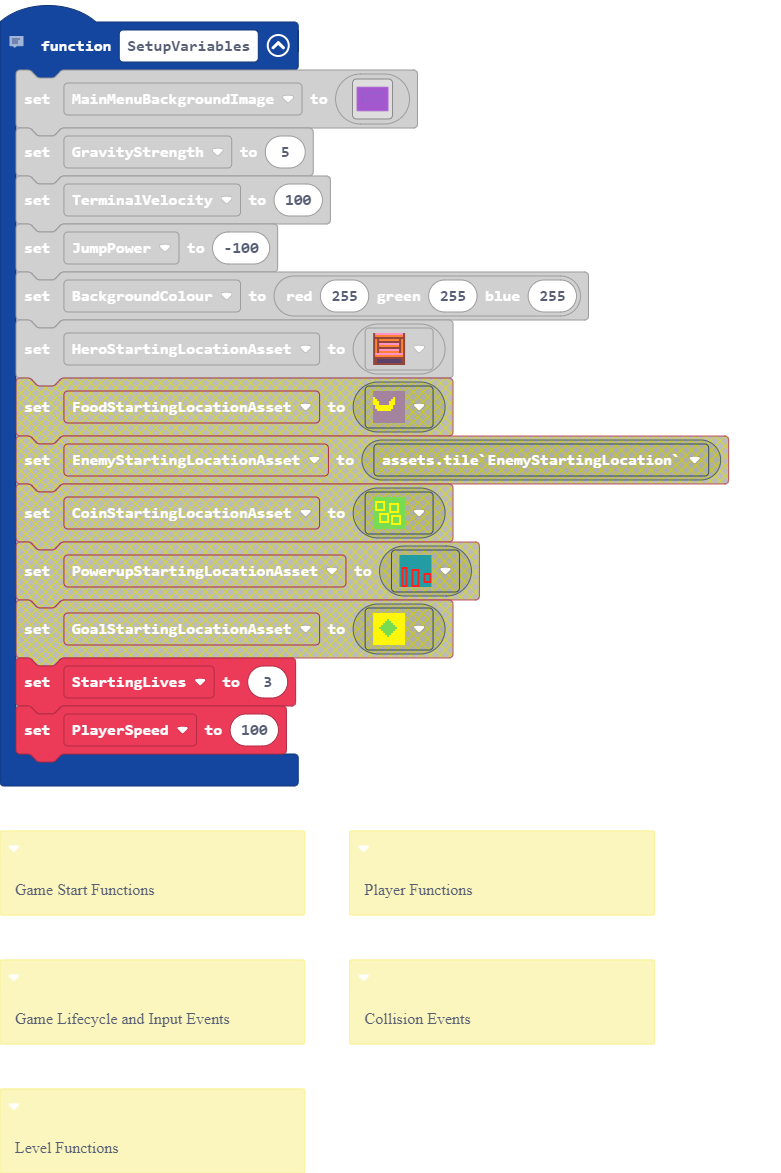 function SetupVariables
set MainMenuBackgroundImage to
set GravityStrength to 5
set TerminalVelocity to 100
set JumpPower to -100
set BackgroundColour to red 255 green 255 blue 255
set HeroStartingLocationAsset to
set FoodStartingLocationAsset to
set EnemyStartingLocationAsset to assets.tile`EnemyStartingLocation`
set CoinStartingLocationAsset to
set PowerupStartingLocationAsset to
set GoalStartingLocationAsset to
set StartingLives to 3
set PlayerSpeed to 100
Game Start Functions
Player Functions
Game Lifecycle and Input Events
Collision Events
Level Functions